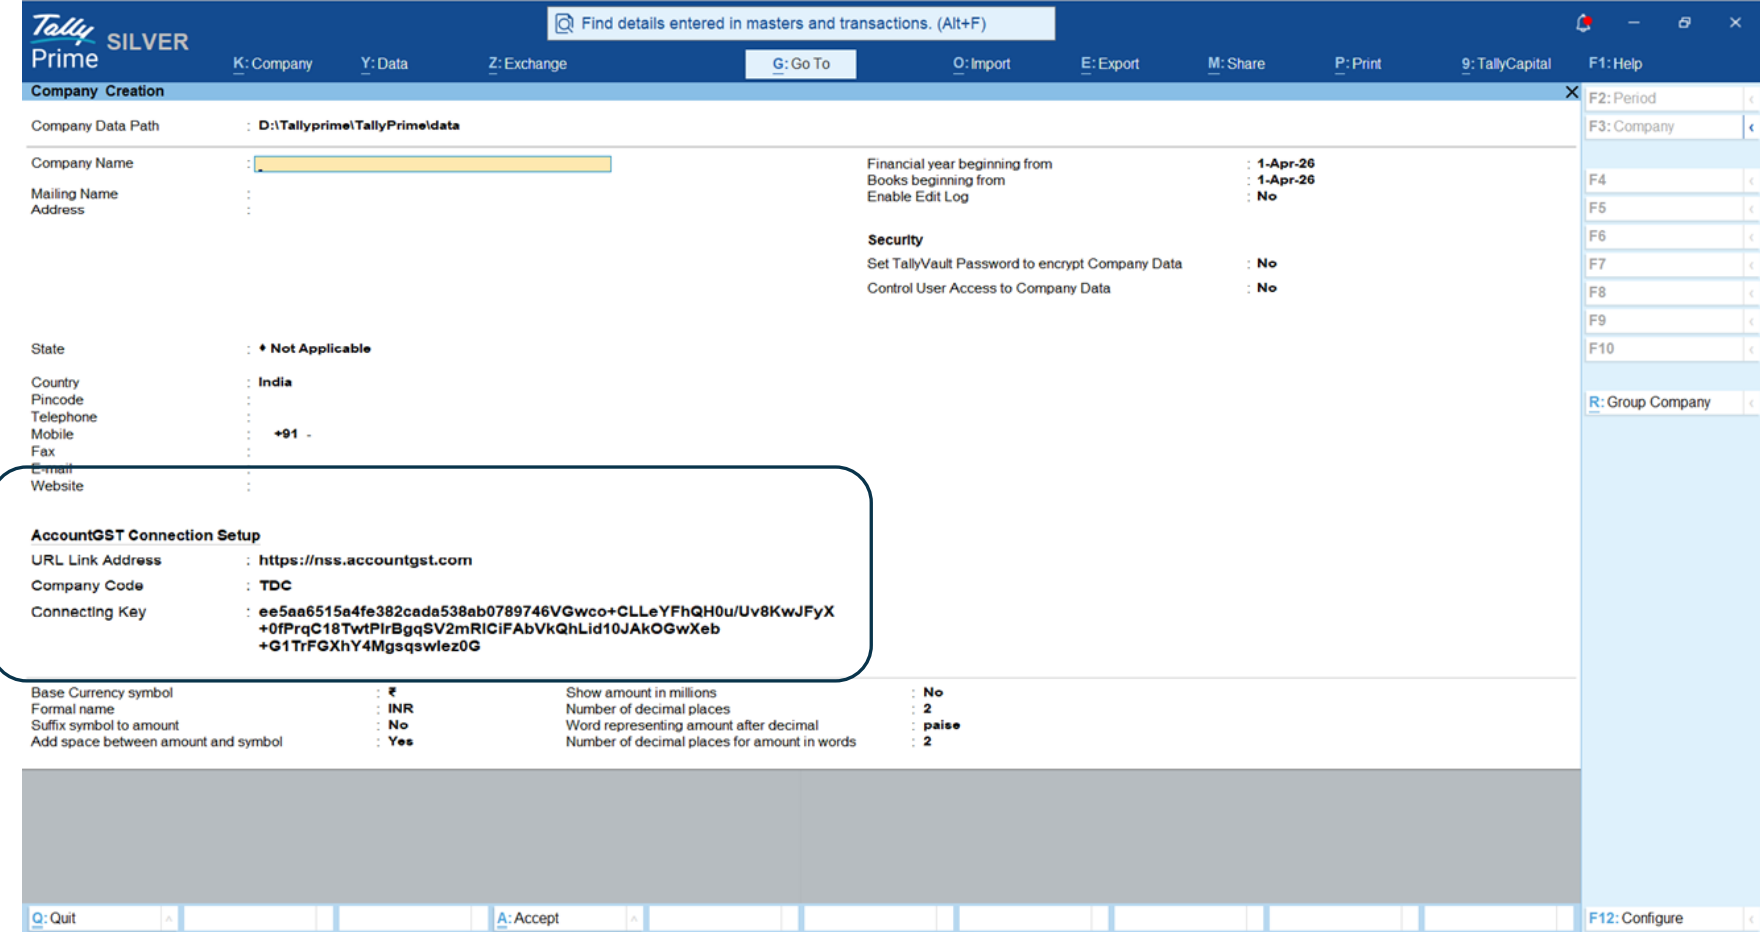 Tally
Prime SILVER
Find details entered in masters and transactions. (Alt+F)
K: Company Y: Data Z: Exchange G: Go To O: Import E: Export M: Share P: Print 9: TallyCapital F1: Help
Company Creation
Company Data Path : D:\Tallyprime\TallyPrime\data
Company Name :
Mailing Name :
Address :
Financial year beginning from : 1-Apr-26
Books beginning from : 1-Apr-26
Enable Edit Log : No
Security
Set TallyVault Password to encrypt Company Data : No
Control User Access to Company Data : No
State : ♦ Not Applicable
Country : India
Pincode :
Telephone :
Mobile : +91 -
Fax :
E-mail :
Website :
AccountGST Connection Setup
URL Link Address : https://nss.accountgst.com
Company Code : TDC
Connecting Key : ee5aa6515a4fe382cada538ab0789746VGwco+CLLeYFhQH0u/Uv8KwJFyX
+0fPrqC18TwtPIrBgqSV2mRICiFAbVkQhLid10JAkOGwXeb
+G1TrFGXhY4MgsqswIez0G
Base Currency symbol : ₹
Formal name : INR
Suffix symbol to amount : No
Add space between amount and symbol : Yes
Show amount in millions : No
Number of decimal places : 2
Word representing amount after decimal : paise
Number of decimal places for amount in words : 2
F2: Period
F3: Company
F4
F5
F6
F7
F8
F9
F10
R: Group Company
Q: Quit A: Accept F12: Configure